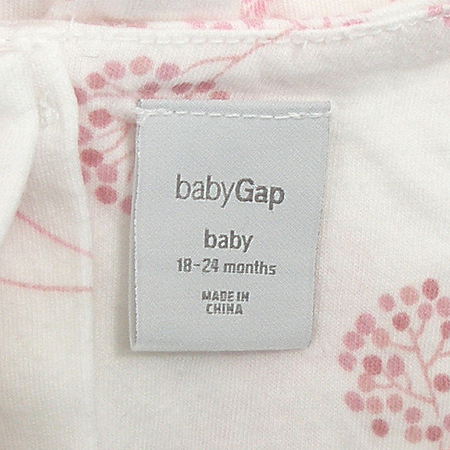 babyGap
baby
18-24 months
MADE IN
CHINA